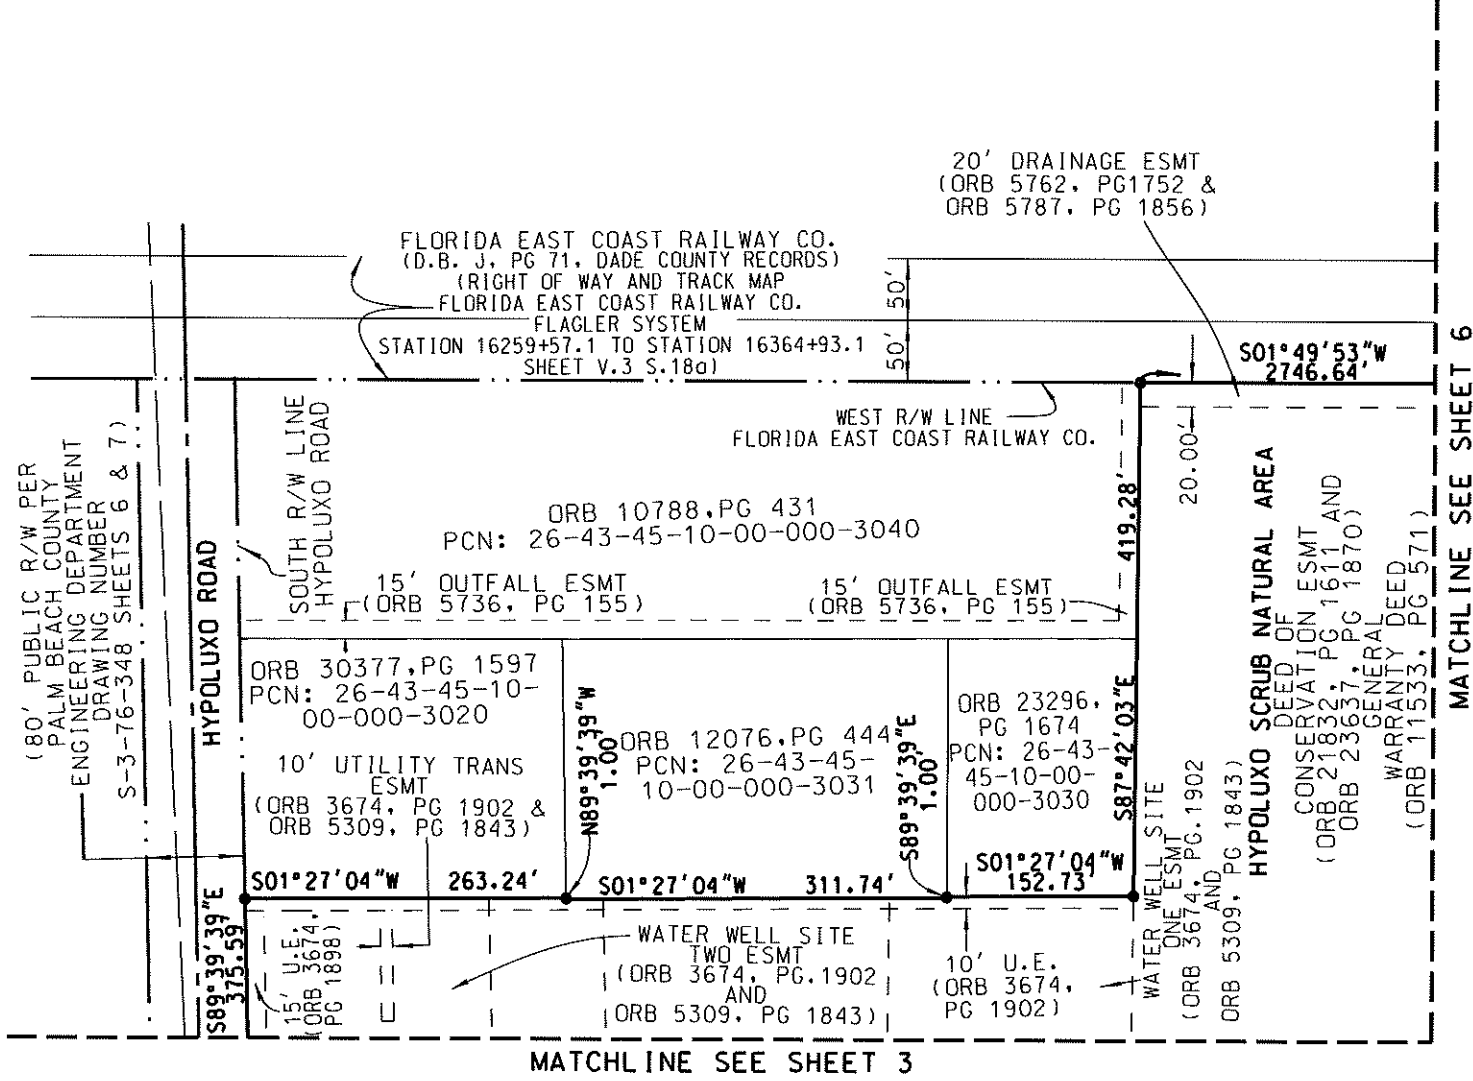 20' DRAINAGE ESMT
(ORB 5762, PG1752 &
ORB 5787, PG 1856)
FLORIDA EAST COAST RAILWAY CO.
(D.B. J, PG 71, DADE COUNTY RECORDS)
(RIGHT OF WAY AND TRACK MAP
FLORIDA EAST COAST RAILWAY CO.
FLAGLER SYSTEM
STATION 16259+57.1 TO STATION 16364+93.1
SHEET V.3 S.18a)
50'
50'
S01°49'53"W
2746.64'
MATCHLINE SEE SHEET 6
WEST R/W LINE
FLORIDA EAST COAST RAILWAY CO.
20.00'
419.28'
SOUTH R/W LINE
HYPOLUXO ROAD
(80' PUBLIC R/W PER
PALM BEACH COUNTY
ENGINEERING DEPARTMENT
DRAWING NUMBER
S-3-76-348 SHEETS 6 & 7)
HYPOLUXO ROAD
ORB 10788, PG 431
PCN: 26-43-45-10-00-000-3040
15' OUTFALL ESMT
(ORB 5736, PG 155)
15' OUTFALL ESMT
(ORB 5736, PG 155)
HYPOLUXO SCRUB NATURAL AREA
DEED OF
CONSERVATION ESMT
(ORB 21832, PG 1611 AND
ORB 23637, PG 1870)
GENERAL
WARRANTY DEED
(ORB 11533, PG 571)
ORB 30377, PG 1597
PCN: 26-43-45-10-
00-000-3020
10' UTILITY TRANS
ESMT
(ORB 3674, PG 1902 &
ORB 5309, PG 1843)
N89°39'39"W
1.00'
ORB 12076, PG 444
PCN: 26-43-45-
10-00-000-3031
S89°39'39"E
1.00'
ORB 23296,
PG 1674
PCN: 26-43-
45-10-00-
000-3030
S87°42'03"E
S01°27'04"W 263.24'
S01°27'04"W 311.74'
S01°27'04"W
152.73'
S89°39'39"E
375.59'
15' U.E.
(ORB 3674,
PG 1898)
WATER WELL SITE
TWO ESMT
(ORB 3674, PG.1902
AND
ORB 5309, PG 1843)
10' U.E.
(ORB 3674,
PG 1902)
WATER WELL SITE
ONE ESMT
(ORB 3674, PG.1902
AND
ORB 5309, PG 1843)
MATCHLINE SEE SHEET 3